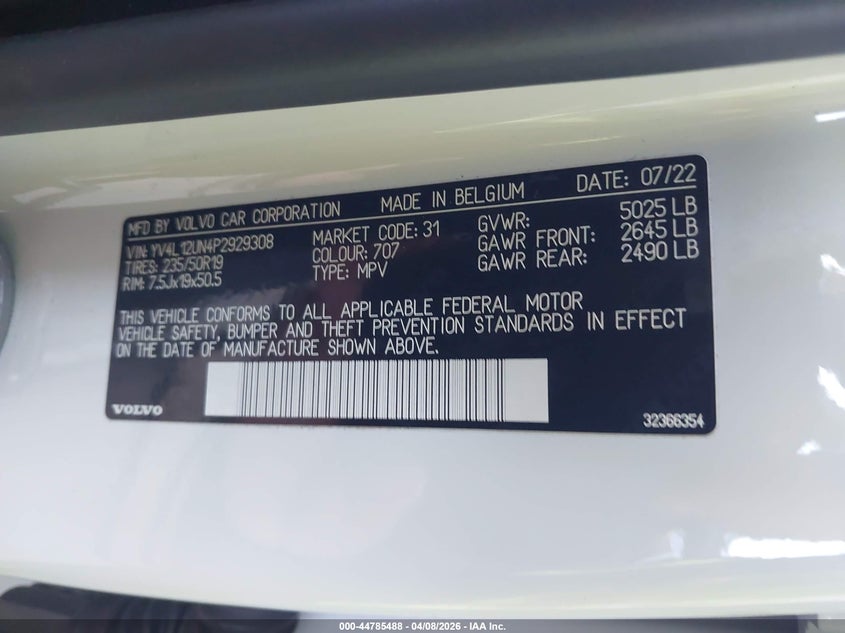 MFD BY VOLVO CAR CORPORATION MADE IN BELGIUM DATE: 07/22
VIN: YV4L12UN4P2929308 MARKET CODE: 31 GVWR: 5025 LB
TIRES: 235/50R19 COLOUR: 707 GAWR FRONT: 2645 LB
RIM: 7.5Jx19x50.5 TYPE: MPV GAWR REAR: 2490 LB
THIS VEHICLE CONFORMS TO ALL APPLICABLE FEDERAL MOTOR
VEHICLE SAFETY, BUMPER AND THEFT PREVENTION STANDARDS IN EFFECT
ON THE DATE OF MANUFACTURE SHOWN ABOVE.
VOLVO 32366354
000-44785488 - 04/08/2026 - IAA Inc.